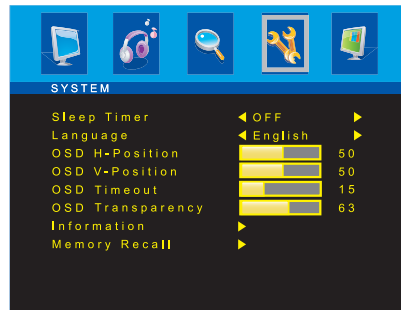 SYSTEM
Sleep Timer OFF
Language English
OSD H-Position 50
OSD V-Position 50
OSD Timeout 15
OSD Transparency 63
Information
Memory Recall